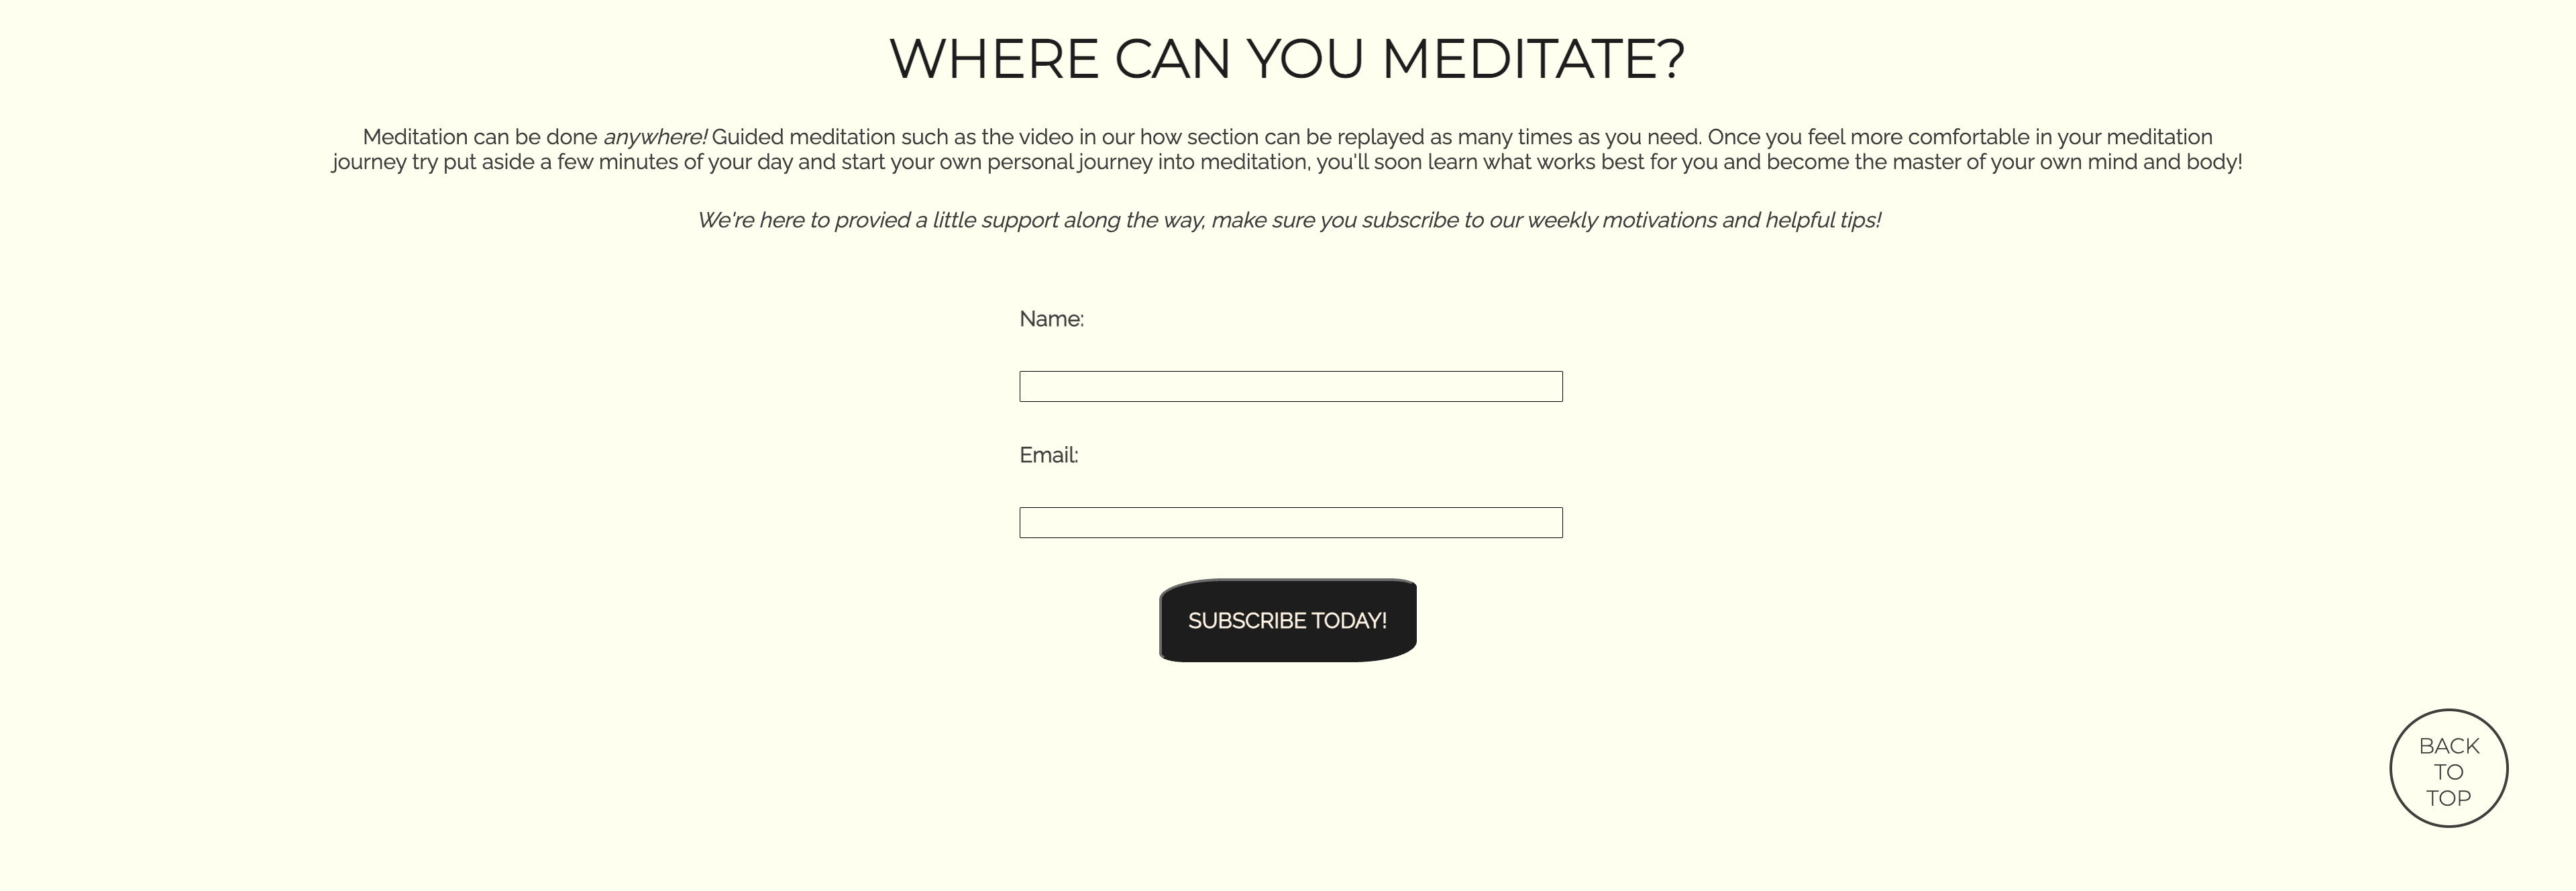 WHERE CAN YOU MEDITATE?
Meditation can be done anywhere! Guided meditation such as the video in our how section can be replayed as many times as you need. Once you feel more comfortable in your meditation
journey try put aside a few minutes of your day and start your own personal journey into meditation, you'll soon learn what works best for you and become the master of your own mind and body!
We're here to provied a little support along the way, make sure you subscribe to our weekly motivations and helpful tips!
Name:
Email:
SUBSCRIBE TODAY!
BACK
TO
TOP